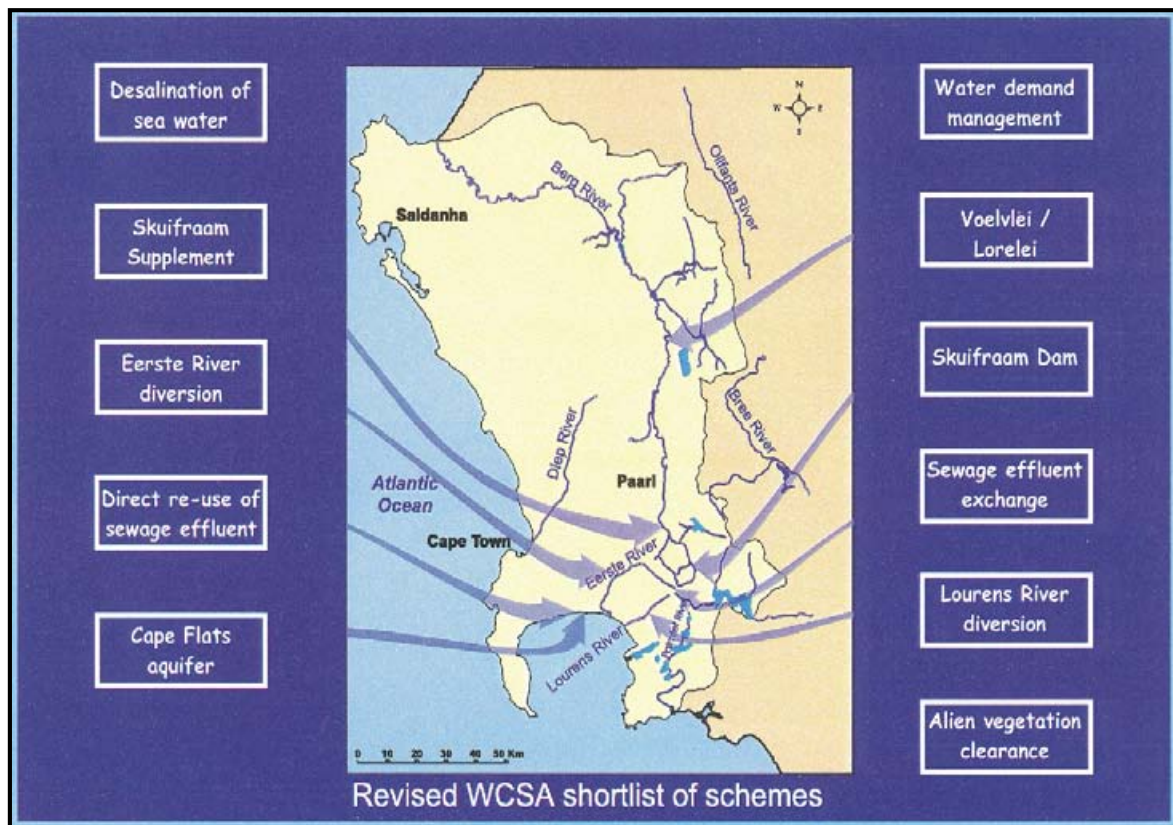 Desalination of
sea water
Skuifraam
Supplement
Eerste River
diversion
Direct re-use of
sewage effluent
Cape Flats
aquifer
N
W
E
S
Berg River
Olifants River
Saldanha
Diep River
Bree River
Paarl
Atlantic
Ocean
Cape Town
Eerste River
Lourens River
0 10 20 30 40 50 Km
Water demand
management
Voelvlei /
Lorelei
Skuifraam Dam
Sewage effluent
exchange
Lourens River
diversion
Alien vegetation
clearance
Revised WCSA shortlist of schemes